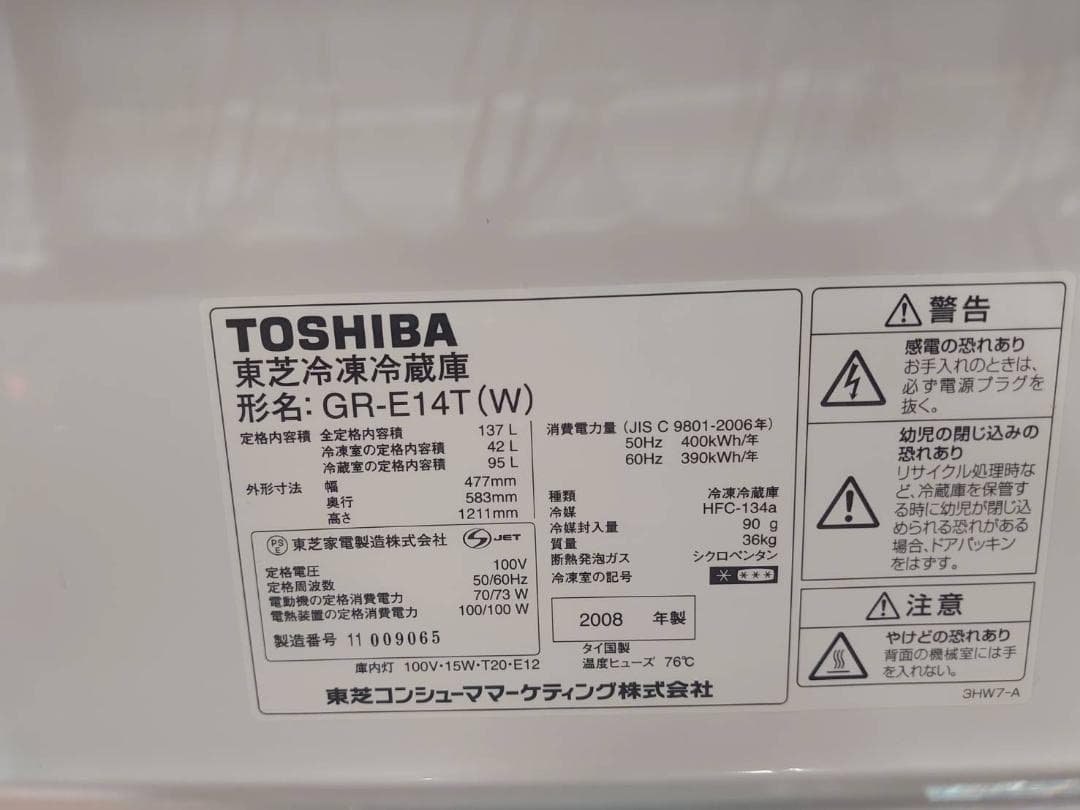 TOSHIBA
東芝冷凍冷蔵庫
形名: GR-E14T (W)
定格内容積 全定格内容積 137 L
冷凍室の定格内容積 42 L
冷蔵室の定格内容積 95 L
外形寸法 幅 477mm
奥行 583mm
高さ 1211mm
PSE 東芝家電製造株式会社 S JET
定格電圧 100V
定格周波数 50/60Hz
電動機の定格消費電力 70/73 W
電熱装置の定格消費電力 100/100 W
製造番号 11 009065
庫内灯 100V・15W・T20・E12
消費電力量 (JIS C 9801-2006年)
50Hz 400kWh/年
60Hz 390kWh/年
種類 冷凍冷蔵庫
冷媒 HFC-134a
冷媒封入量 90 g
質量 36kg
断熱発泡ガス シクロペンタン
冷凍室の記号
2008 年製
タイ国製
温度ヒューズ 76℃
東芝コンシューママーケティング株式会社
警告
感電の恐れあり
お手入れのときは、
必ず電源プラグを
抜く。
幼児の閉じ込みの
恐れあり
リサイクル処理時な
ど、冷蔵庫を保管す
る時に幼児が閉じ込
められる恐れがある
場合、ドアパッキン
をはずす。
注意
やけどの恐れあり
背面の機械室には手
を入れない。
3HW7-A